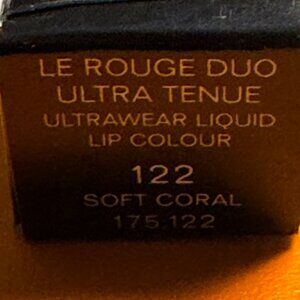 LE ROUGE DUO
ULTRA TENUE
ULTRAWEAR LIQUID
LIP COLOUR
122
SOFT CORAL
175.122